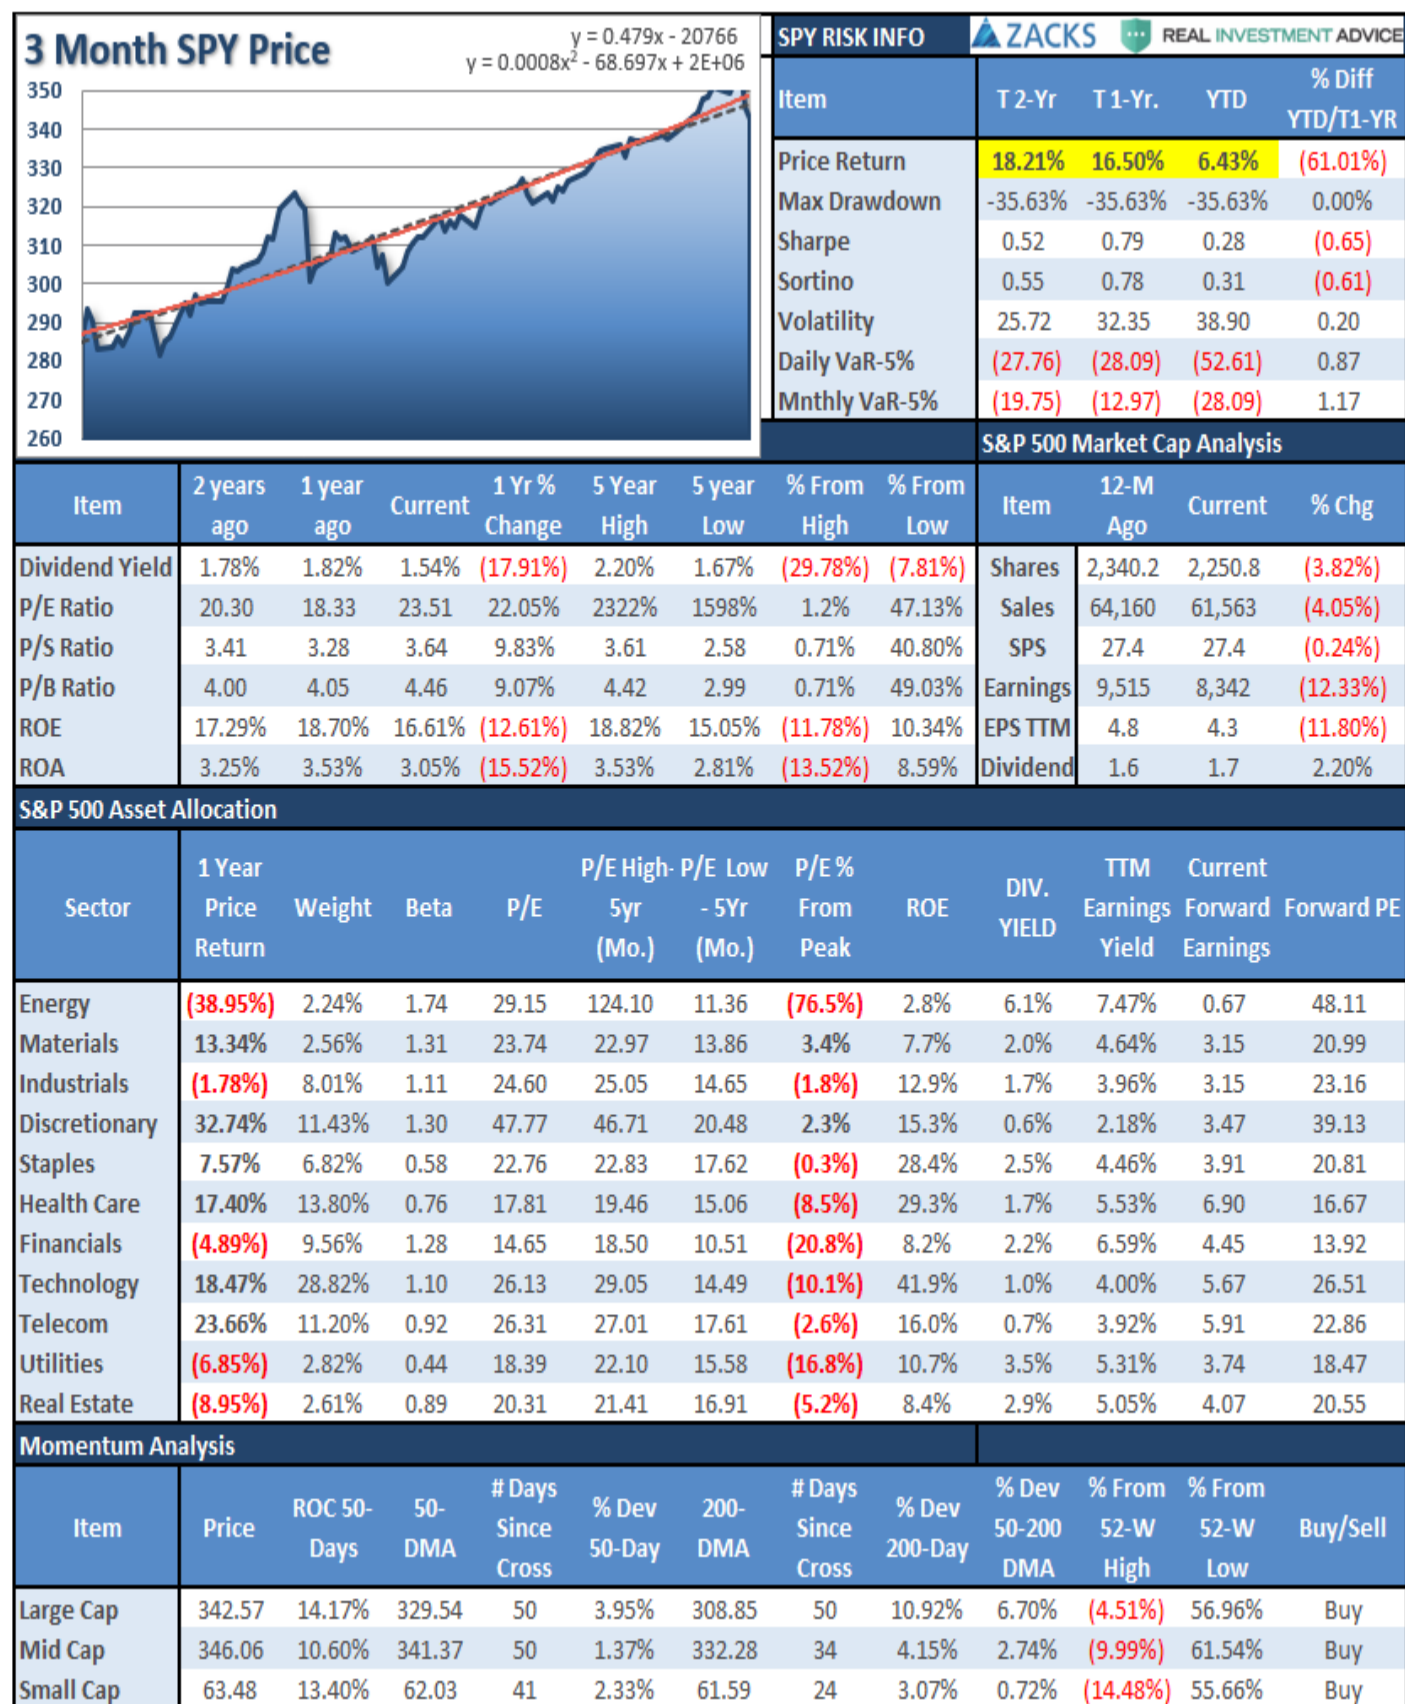 3 Month SPY Price
y = 0.479x - 20766
y = 0.0008x² - 68.697x + 2E+06
350
340
330
320
310
300
290
280
270
260
SPY RISK INFO ZACKS REAL INVESTMENT ADVICE
Item T 2-Yr T 1-Yr. YTD % Diff YTD/T1-YR
Price Return 18.21% 16.50% 6.43% (61.01%)
Max Drawdown -35.63% -35.63% -35.63% 0.00%
Sharpe 0.52 0.79 0.28 (0.65)
Sortino 0.55 0.78 0.31 (0.61)
Volatility 25.72 32.35 38.90 0.20
Daily VaR-5% (27.76) (28.09) (52.61) 0.87
Mnthly VaR-5% (19.75) (12.97) (28.09) 1.17
S&P 500 Market Cap Analysis
Item 2 years ago 1 year ago Current 1 Yr % Change 5 Year High 5 year Low % From High % From Low Item 12-M Ago Current % Chg
Dividend Yield 1.78% 1.82% 1.54% (17.91%) 2.20% 1.67% (29.78%) (7.81%) Shares 2,340.2 2,250.8 (3.82%)
P/E Ratio 20.30 18.33 23.51 22.05% 2322% 1598% 1.2% 47.13% Sales 64,160 61,563 (4.05%)
P/S Ratio 3.41 3.28 3.64 9.83% 3.61 2.58 0.71% 40.80% SPS 27.4 27.4 (0.24%)
P/B Ratio 4.00 4.05 4.46 9.07% 4.42 2.99 0.71% 49.03% Earnings 9,515 8,342 (12.33%)
ROE 17.29% 18.70% 16.61% (12.61%) 18.82% 15.05% (11.78%) 10.34% EPS TTM 4.8 4.3 (11.80%)
ROA 3.25% 3.53% 3.05% (15.52%) 3.53% 2.81% (13.52%) 8.59% Dividend 1.6 1.7 2.20%
S&P 500 Asset Allocation
Sector 1 Year Price Return Weight Beta P/E P/E High- 5yr (Mo.) P/E Low - 5Yr (Mo.) P/E % From Peak ROE DIV. YIELD TTM Earnings Yield Current Forward Earnings Forward PE
Energy (38.95%) 2.24% 1.74 29.15 124.10 11.36 (76.5%) 2.8% 6.1% 7.47% 0.67 48.11
Materials 13.34% 2.56% 1.31 23.74 22.97 13.86 3.4% 7.7% 2.0% 4.64% 3.15 20.99
Industrials (1.78%) 8.01% 1.11 24.60 25.05 14.65 (1.8%) 12.9% 1.7% 3.96% 3.15 23.16
Discretionary 32.74% 11.43% 1.30 47.77 46.71 20.48 2.3% 15.3% 0.6% 2.18% 3.47 39.13
Staples 7.57% 6.82% 0.58 22.76 22.83 17.62 (0.3%) 28.4% 2.5% 4.46% 3.91 20.81
Health Care 17.40% 13.80% 0.76 17.81 19.46 15.06 (8.5%) 29.3% 1.7% 5.53% 6.90 16.67
Financials (4.89%) 9.56% 1.28 14.65 18.50 10.51 (20.8%) 8.2% 2.2% 6.59% 4.45 13.92
Technology 18.47% 28.82% 1.10 26.13 29.05 14.49 (10.1%) 41.9% 1.0% 4.00% 5.67 26.51
Telecom 23.66% 11.20% 0.92 26.31 27.01 17.61 (2.6%) 16.0% 0.7% 3.92% 5.91 22.86
Utilities (6.85%) 2.82% 0.44 18.39 22.10 15.58 (16.8%) 10.7% 3.5% 5.31% 3.74 18.47
Real Estate (8.95%) 2.61% 0.89 20.31 21.41 16.91 (5.2%) 8.4% 2.9% 5.05% 4.07 20.55
Momentum Analysis
Item Price ROC 50-Days 50-DMA # Days Since Cross % Dev 50-Day 200-DMA # Days Since Cross % Dev 200-Day % Dev 50-200 DMA % From 52-W High % From 52-W Low Buy/Sell
Large Cap 342.57 14.17% 329.54 50 3.95% 308.85 50 10.92% 6.70% (4.51%) 56.96% Buy
Mid Cap 346.06 10.60% 341.37 50 1.37% 332.28 34 4.15% 2.74% (9.99%) 61.54% Buy
Small Cap 63.48 13.40% 62.03 41 2.33% 61.59 24 3.07% 0.72% (14.48%) 55.66% Buy